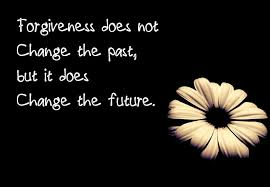 Forgiveness does not
Change the past,
but it does
Change the future.